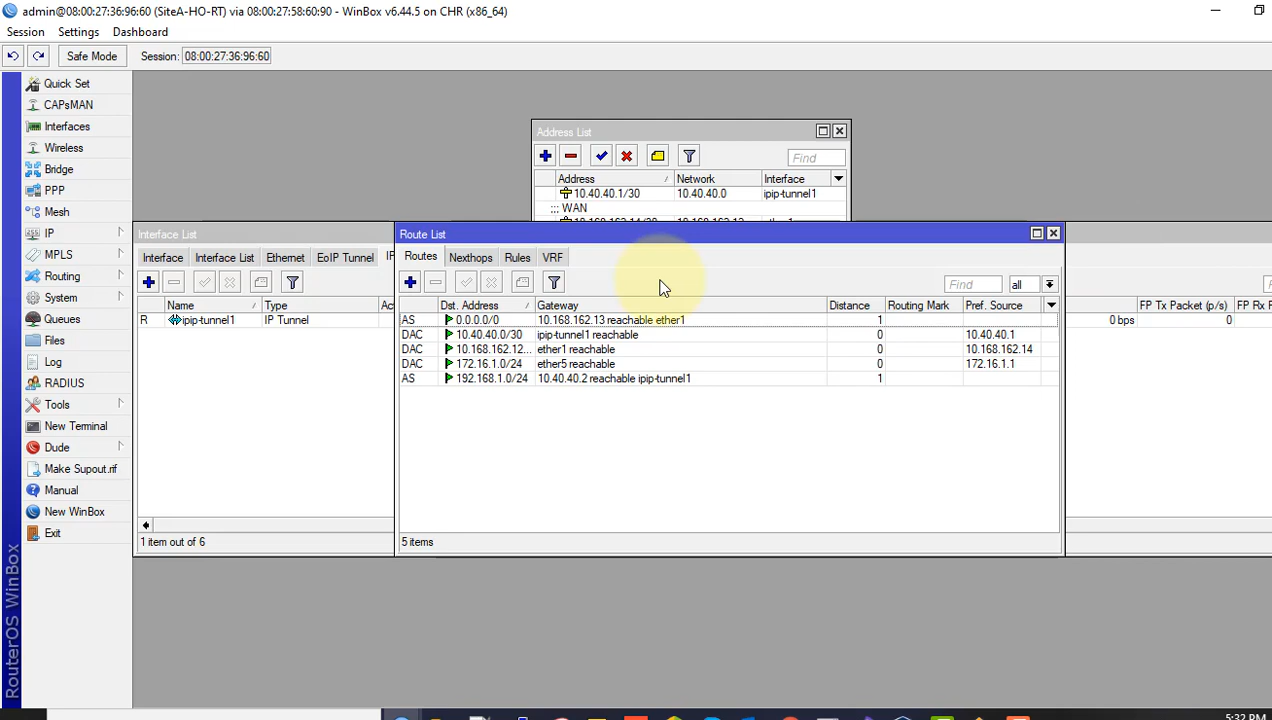 admin@08:00:27:36:96:60 (SiteA-HO-RT) via 08:00:27:58:60:90 - WinBox v6.44.5 on CHR (x86_64)
Session Settings Dashboard
Safe Mode Session: 08:00:27:36:96:60
Quick Set
CAPsMAN
Interfaces
Wireless
Bridge
PPP
Mesh
IP
MPLS
Routing
System
Queues
Files
Log
RADIUS
Tools
New Terminal
Dude
Make Supout.rif
Manual
New WinBox
Exit
RouterOS WinBox
Address List
Find
Address Network Interface
10.40.40.1/30 10.40.40.0 ipip-tunnel1
::: WAN
Interface List
Interface Interface List Ethernet EoIP Tunnel
Name Type
R ipip-tunnel1 IP Tunnel
1 item out of 6
Route List
Routes Nexthops Rules VRF
Find all
Dst. Address Gateway Distance Routing Mark Pref. Source
AS 0.0.0.0/0 10.168.162.13 reachable ether1 1
DAC 10.40.40.0/30 ipip-tunnel1 reachable 0 10.40.40.1
DAC 10.168.162.12... ether1 reachable 0 10.168.162.14
DAC 172.16.1.0/24 ether5 reachable 0 172.16.1.1
AS 192.168.1.0/24 10.40.40.2 reachable ipip-tunnel1 1
5 items
FP Tx Packet (p/s)
0 bps 0
5:32 PM